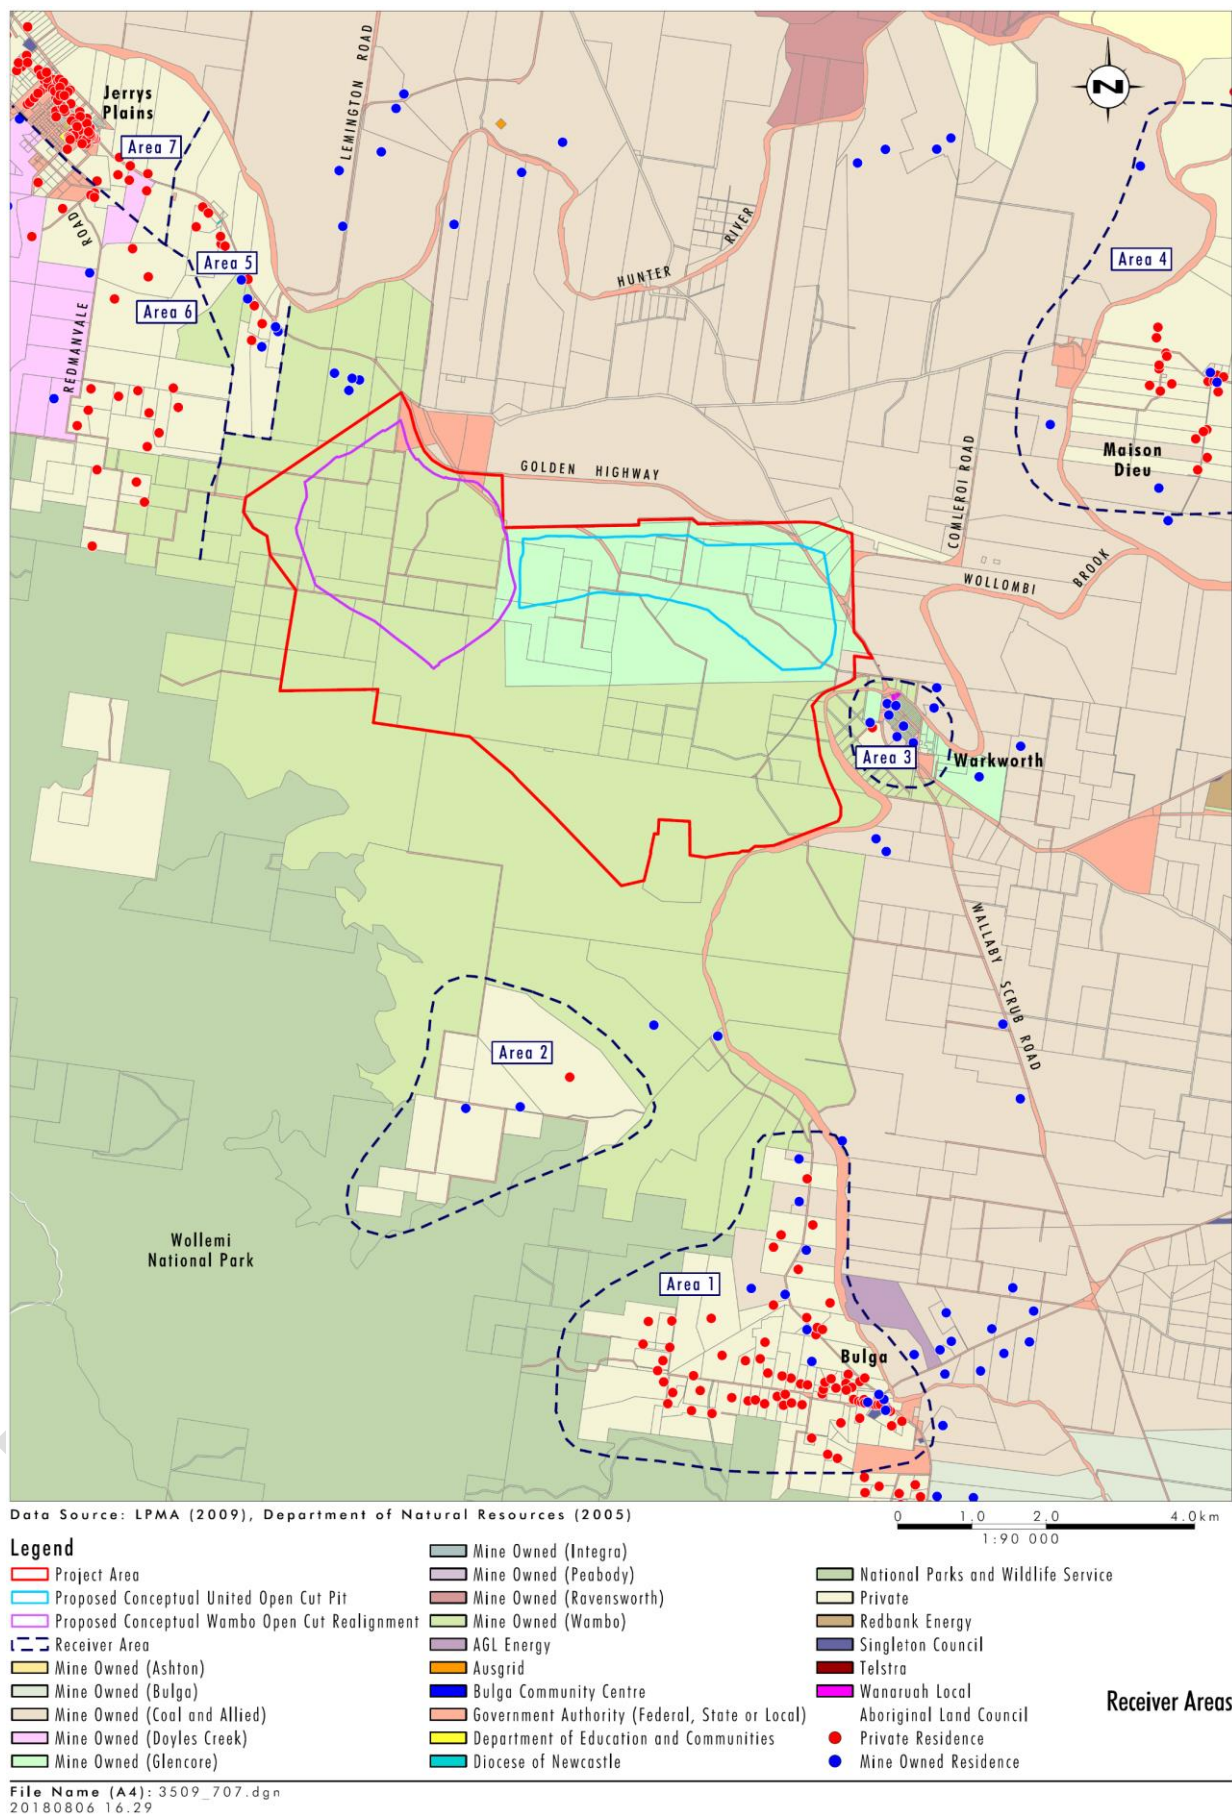 Jerrys
Plains
Area 7
LEMINGTON ROAD
N
Area 4
HUNTER RIVER
ROAD
Area 5
Area 6
REDMANVALE
Maison
Dieu
GOLDEN HIGHWAY
COMLEROI ROAD
WOLLOMBI BROOK
Area 3
Warkworth
WALLABY SCRUB ROAD
Area 2
Wollemi
National Park
Area 1
Bulga
Data Source: LPMA (2009), Department of Natural Resources (2005)
0 1.0 2.0 4.0km
1:90 000
Legend
Project Area
Proposed Conceptual United Open Cut Pit
Proposed Conceptual Wambo Open Cut Realignment
Receiver Area
Mine Owned (Ashton)
Mine Owned (Bulga)
Mine Owned (Coal and Allied)
Mine Owned (Doyles Creek)
Mine Owned (Glencore)
Mine Owned (Integra)
Mine Owned (Peabody)
Mine Owned (Ravensworth)
Mine Owned (Wambo)
AGL Energy
Ausgrid
Bulga Community Centre
Government Authority (Federal, State or Local)
Department of Education and Communities
Diocese of Newcastle
National Parks and Wildlife Service
Private
Redbank Energy
Singleton Council
Telstra
Wanaruah Local
Aboriginal Land Council
Private Residence
Mine Owned Residence
Receiver Areas
File Name (A4): 3509_707.dgn
20180806 16.29